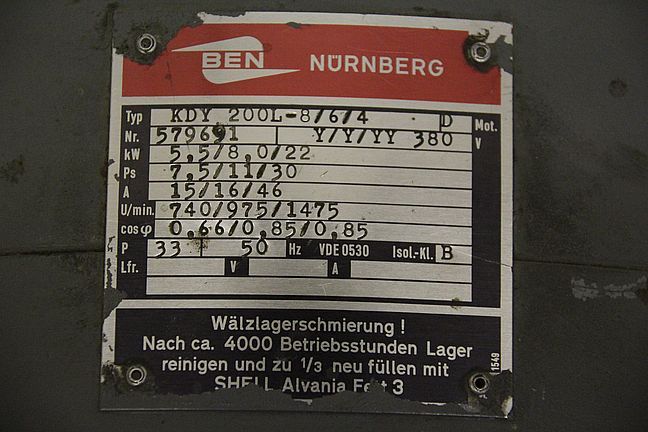 BEN NÜRNBERG
Typ KDY 200L-8/6/4 D Mot.
Nr. 579691 Y/Y/YY 380 V
kW 5,5/8,0/22
Ps 7,5/11/30
A 15/16/46
U/min. 740/975/1475
cos φ 0,66/0,85/0,85
P 33 50 Hz VDE 0530 Isol.-Kl. B
Lfr. V A
Wälzlagerschmierung !
Nach ca. 4000 Betriebsstunden Lager
reinigen und zu 1/3 neu füllen mit
SHELL Alvania Fett 3
1549